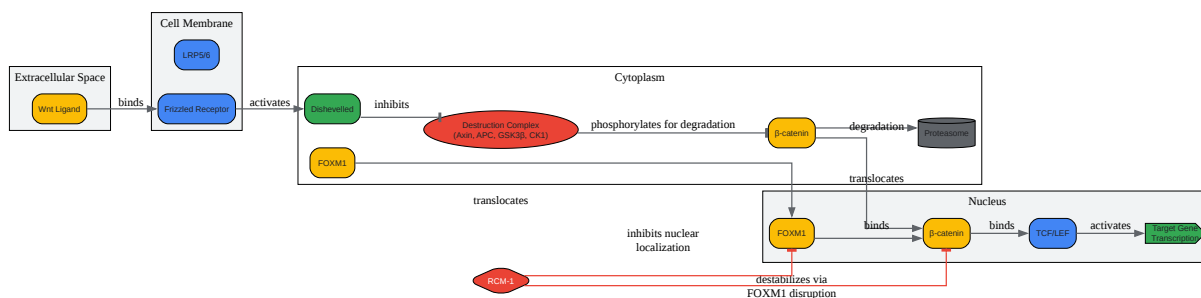 Cell Membrane
LRP5/6
Extracellular Space
Wnt Ligand
binds
Frizzled Receptor
activates
Cytoplasm
Dishevelled
inhibits
Destruction Complex
(Axin, APC, GSK3β, CK1)
phosphorylates for degradation
β-catenin
degradation
Proteasome
FOXM1
translocates
translocates
Nucleus
FOXM1
binds
β-catenin
binds
TCF/LEF
activates
Target Gene
Transcription
inhibits nuclear
localization
RCM-1
destabilizes via
FOXM1 disruption